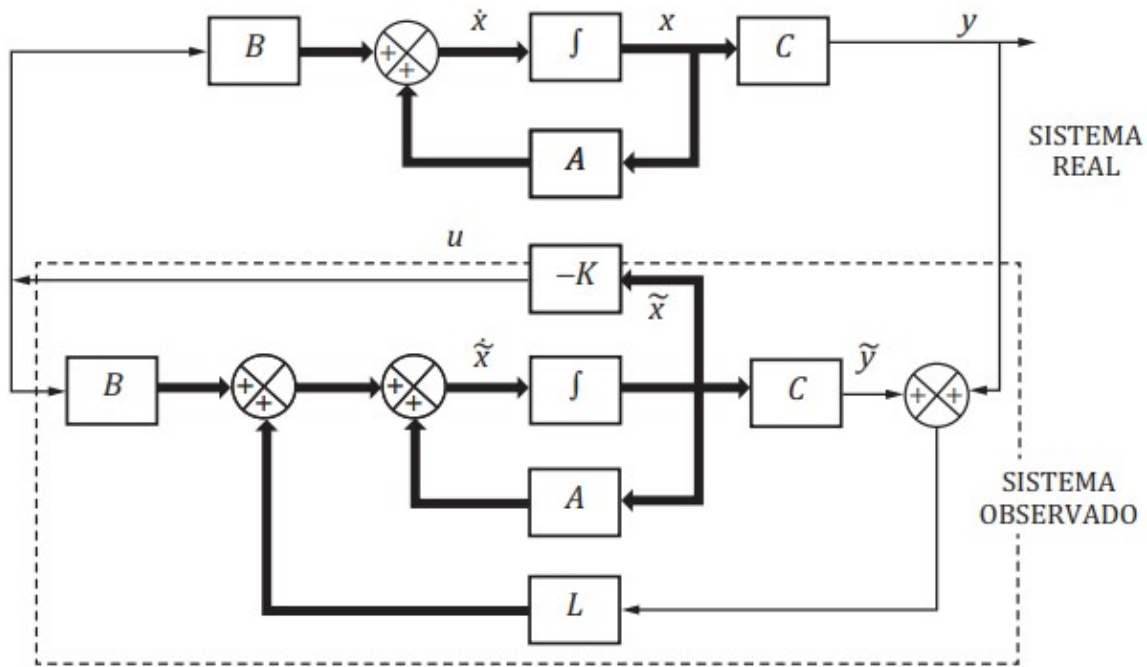 ẋ x y
B + + ∫ C
A
SISTEMA
REAL
u
−K
x̃
x̃̇ ỹ
B + + + + ∫ C + +
A
SISTEMA
OBSERVADO
L